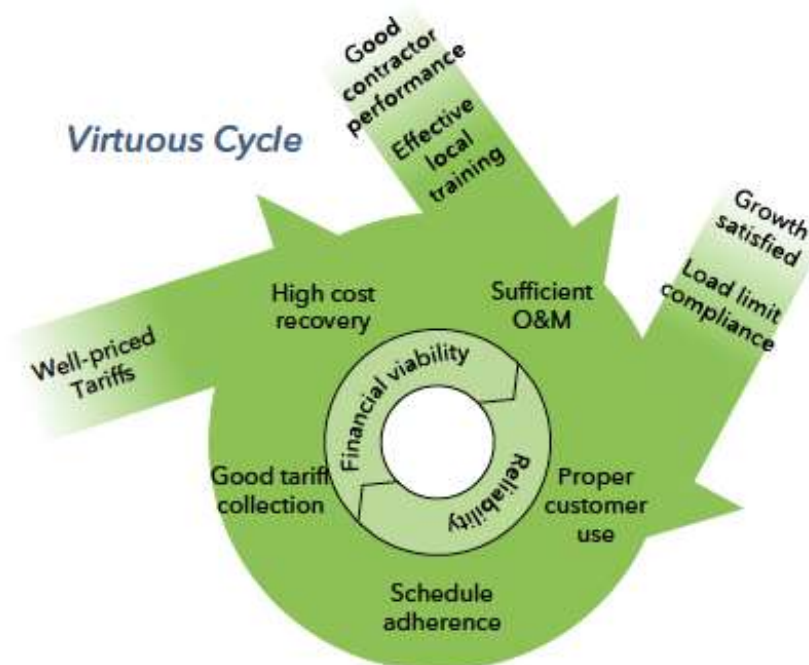 Virtuous Cycle
Good
contractor
performance
Effective
local
training
Growth
satisfied
Load limit
compliance
Well-priced
Tariffs
High cost
recovery
Sufficient
O&M
Financial viability
Reliability
Good tariff
collection
Proper
customer
use
Schedule
adherence